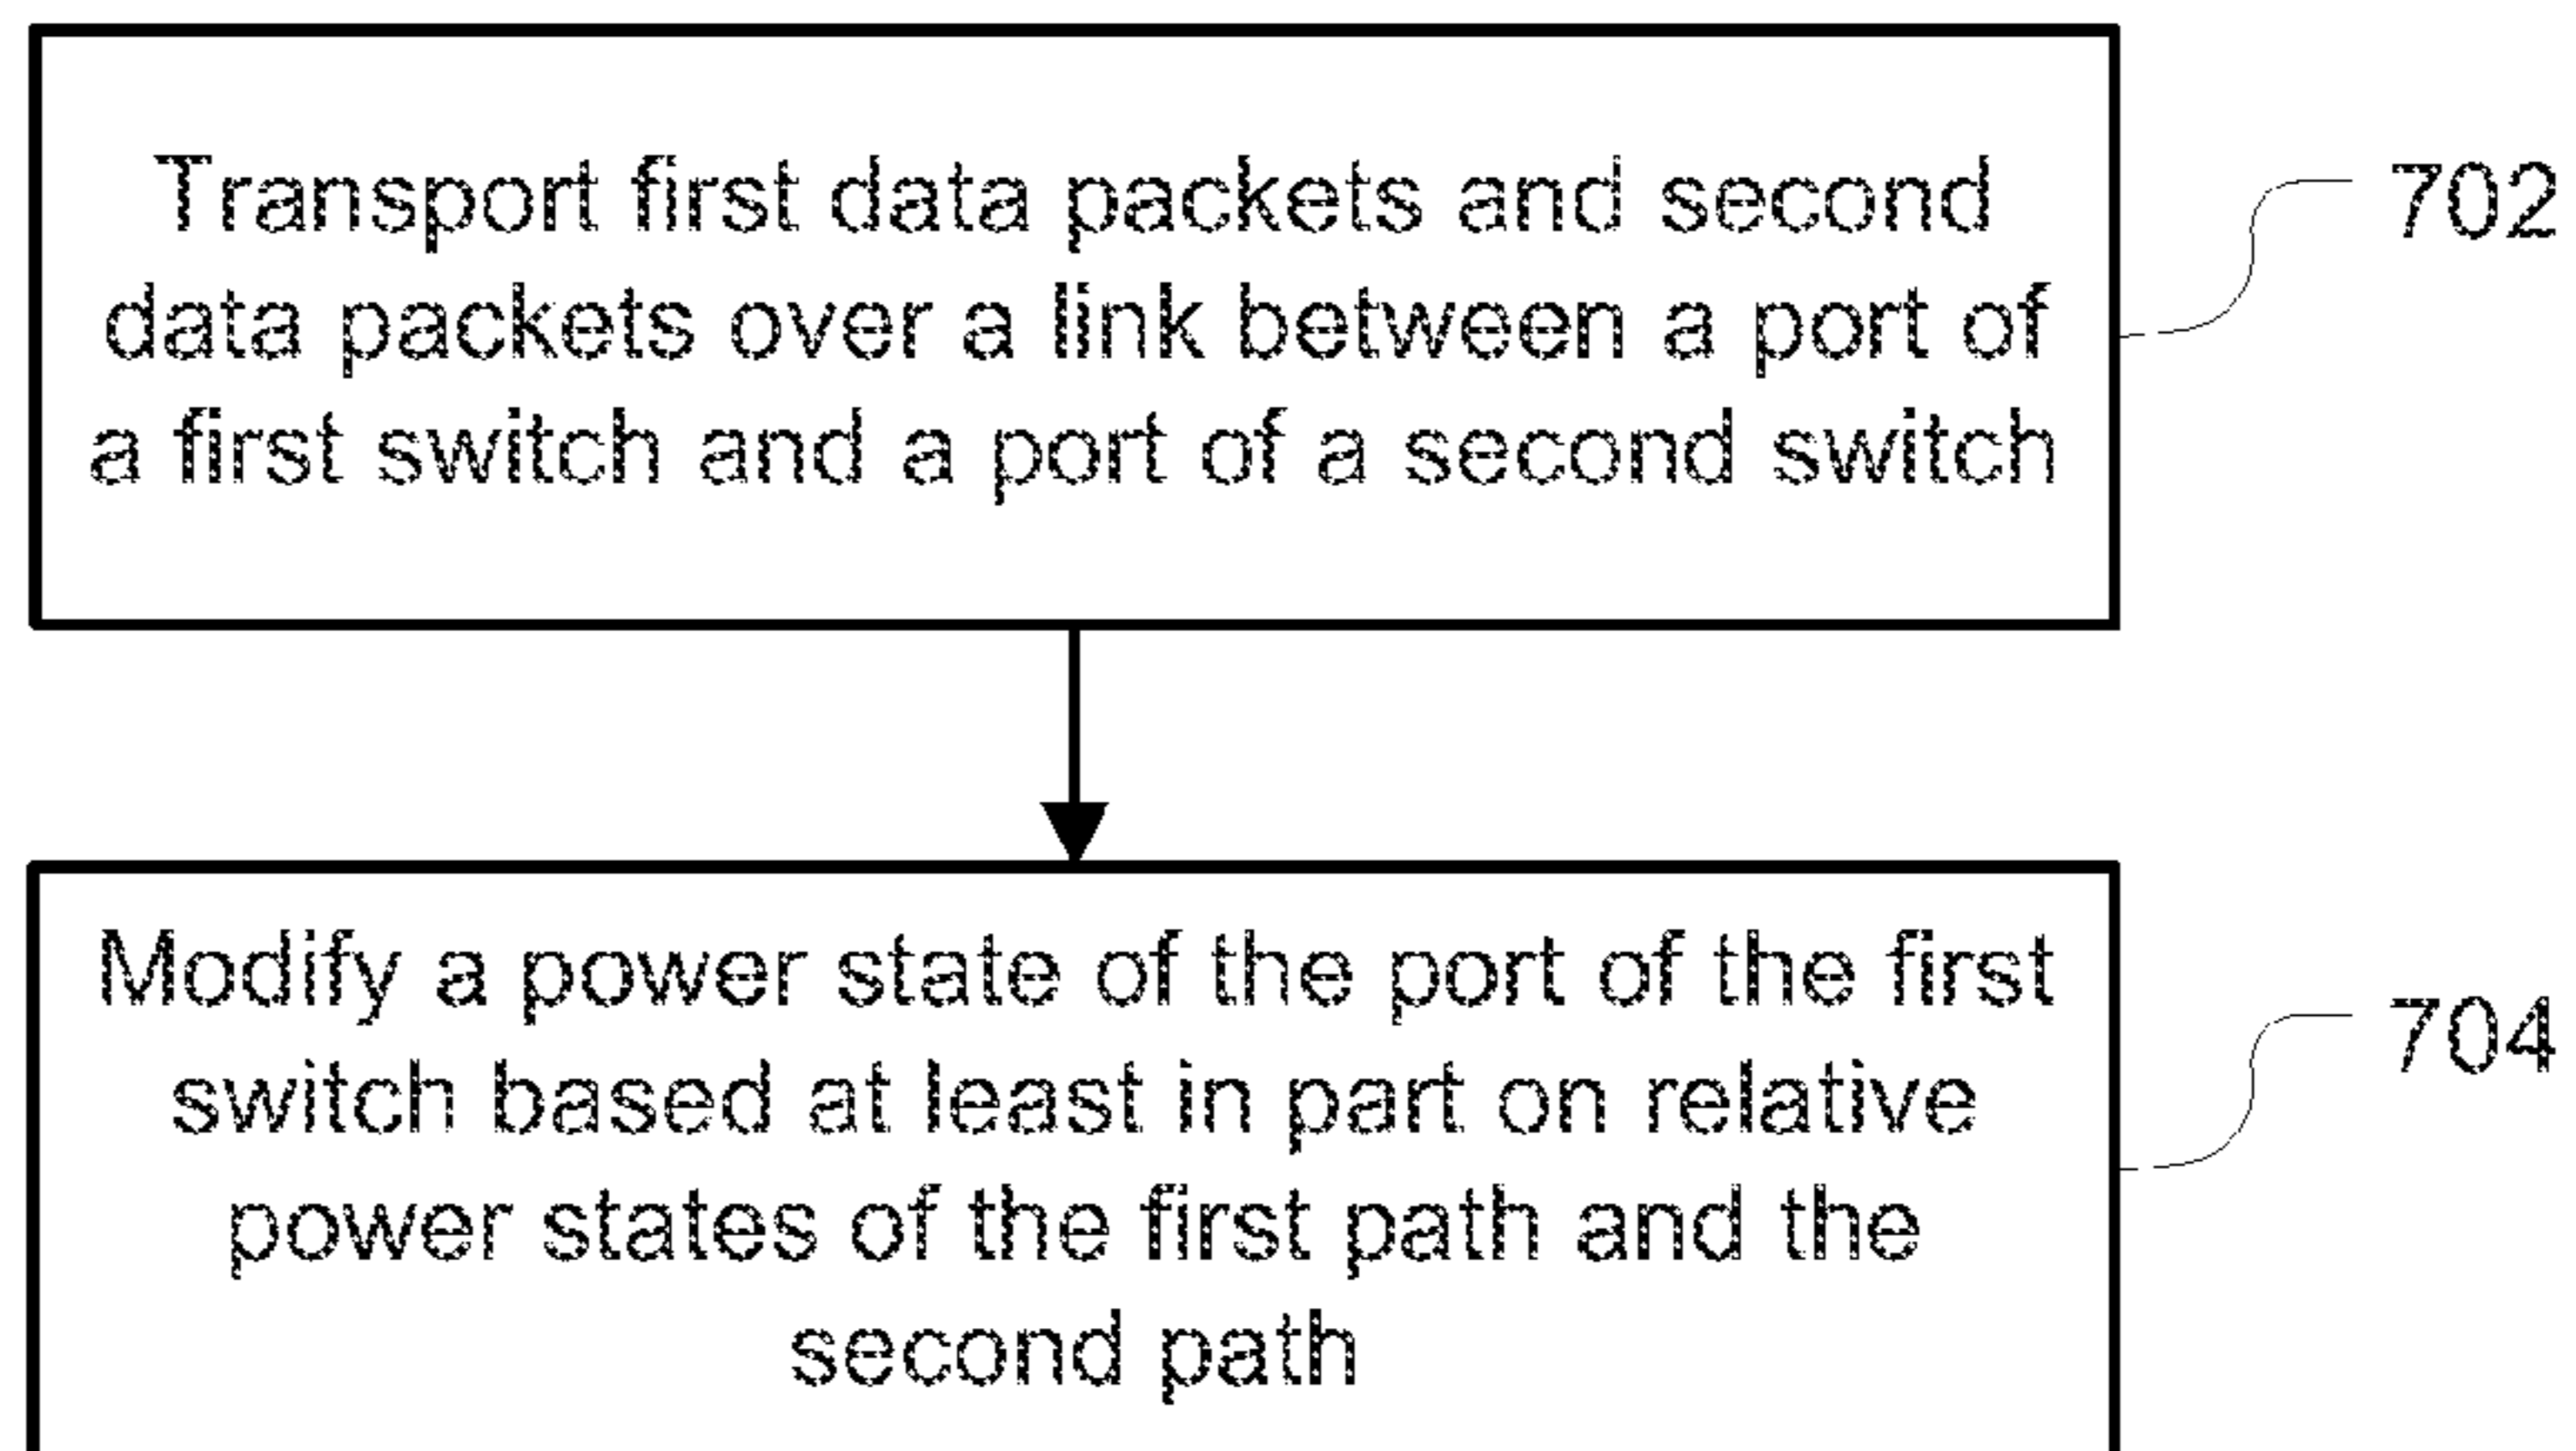 Transport first data packets and second
data packets over a link between a port of
a first switch and a port of a second switch
702
Modify a power state of the port of the first
switch based at least in part on relative
power states of the first path and the
second path
704